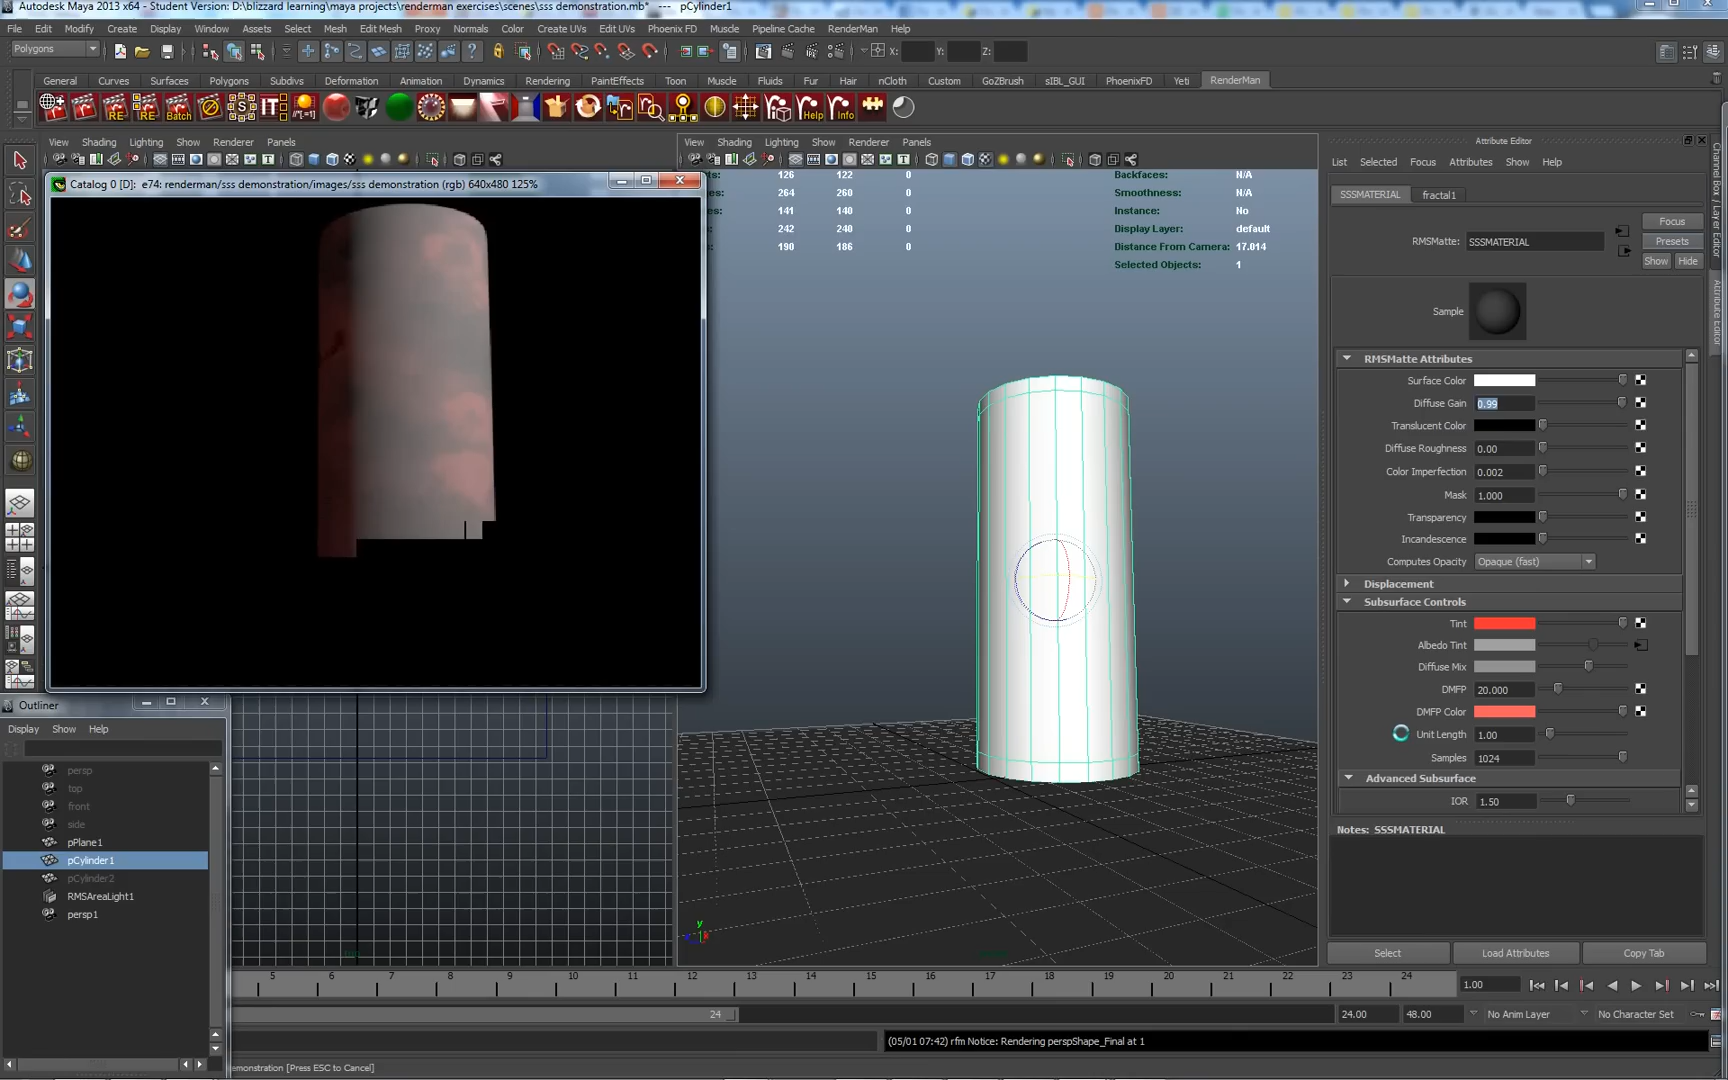 Autodesk Maya 2013 x64 - Student Version: D:\blizzard learning\maya projects\renderman exercises\scenes\sss demonstration.mb*  ---  pCylinder1
File Edit Modify Create Display Window Assets Select Mesh Edit Mesh Proxy Normals Color Create UVs Edit UVs Phoenix FD Muscle Pipeline Cache RenderMan Help
Polygons X: Y: Z:
General Curves Surfaces Polygons Subdivs Deformation Animation Dynamics Rendering PaintEffects Toon Muscle Fluids Fur Hair nCloth Custom GoZBrush sIBL_GUI PhoenixFD Yeti RenderMan
RE RE Batch S IT Help Info
View Shading Lighting Show Renderer Panels
View Shading Lighting Show Renderer Panels
Catalog 0 [D]: e74: renderman/sss demonstration/images/sss demonstration (rgb) 640x480 125%
126 122
264 260 0
141 140 0
242 240 0
190 186 0
Backfaces: N/A
Smoothness: N/A
Instance: No
Display Layer: default
Distance From Camera: 17.014
Selected Objects: 1
Attribute Editor
List Selected Focus Attributes Show Help
SSSMATERIAL fractal1
Focus
RMSMatte: SSSMATERIAL Presets
Show Hide
Sample
RMSMatte Attributes
Surface Color
Diffuse Gain 0.99
Translucent Color
Diffuse Roughness 0.00
Color Imperfection 0.002
Mask 1.000
Transparency
Incandescence
Computes Opacity Opaque (fast)
Displacement
Subsurface Controls
Tint
Albedo Tint
Diffuse Mix
DMFP 20.000
DMFP Color
Unit Length 1.00
Samples 1024
Advanced Subsurface
IOR 1.50
Notes: SSSMATERIAL
Select Load Attributes Copy Tab
Channel Box / Layer Editor
Attribute Editor
Outliner
Display Show Help
persp
top
front
side
pPlane1
pCylinder1
pCylinder2
RMSAreaLight1
persp1
y
5 6 7 8 9 10 11 12 13 14 15 16 17 18 19 20 21 22 23 24
1.00
24 24.00 48.00 No Anim Layer No Character Set
(05/01 07:42) rfm Notice: Rendering perspShape_Final at 1
emonstration [Press ESC to Cancel]